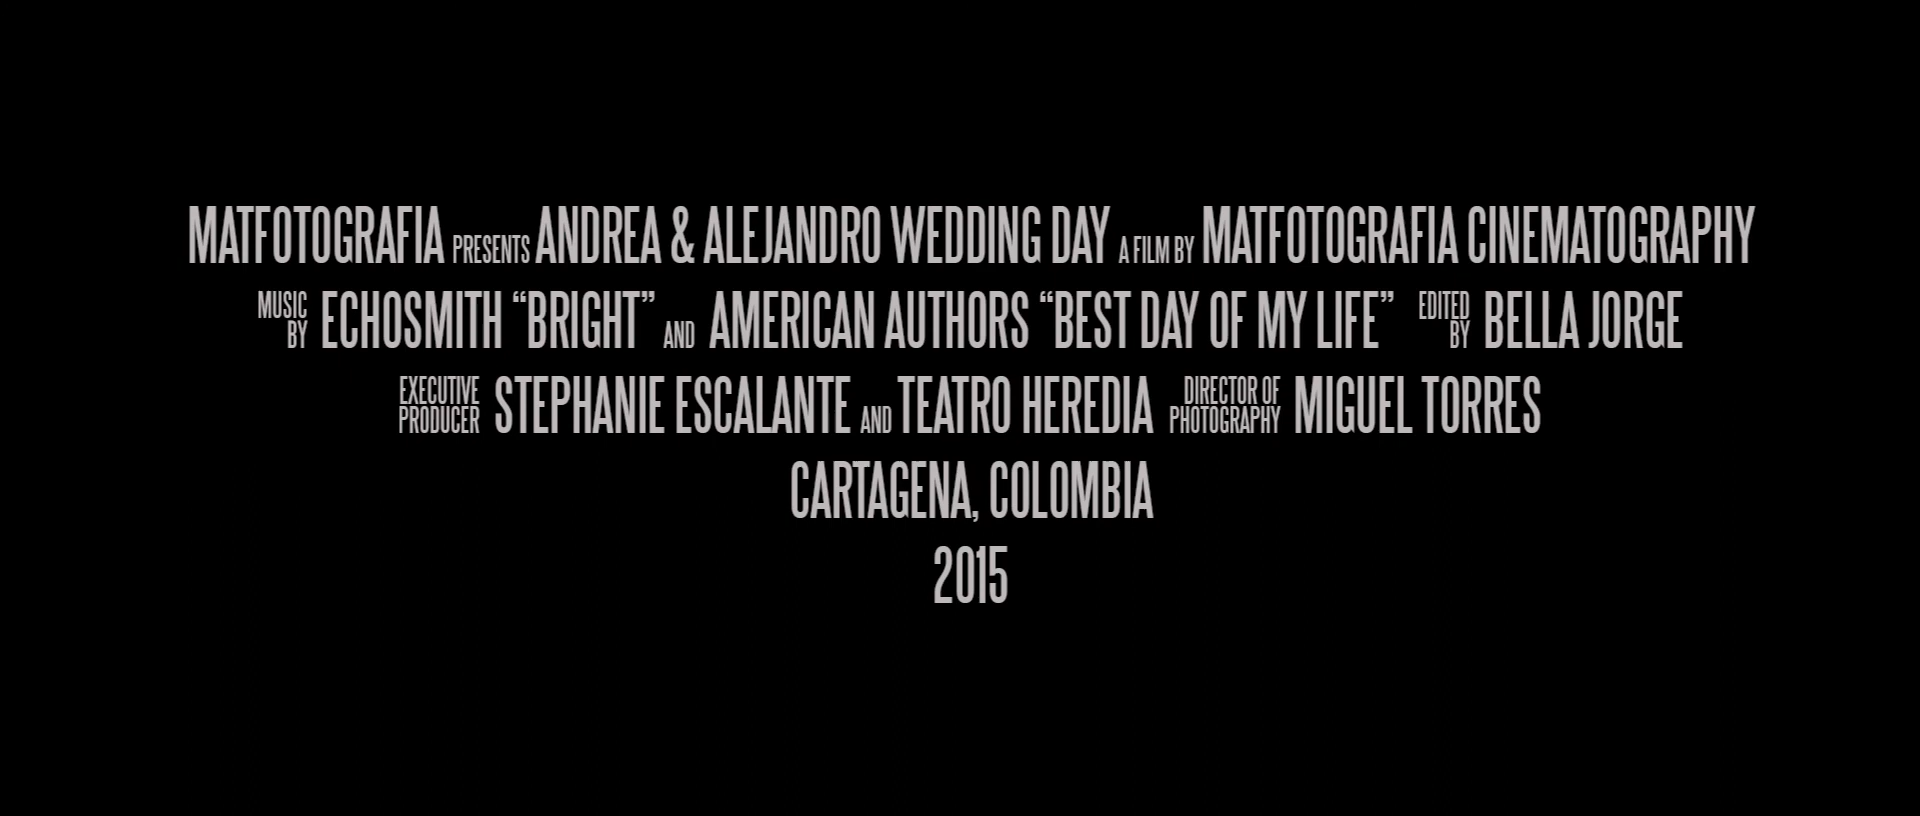 MATFOTOGRAFIA PRESENTS ANDREA & ALEJANDRO WEDDING DAY A FILM BY MATFOTOGRAFIA CINEMATOGRAPHY
MUSIC BY ECHOSMITH “BRIGHT” AND AMERICAN AUTHORS “BEST DAY OF MY LIFE” EDITED BY BELLA JORGE
EXECUTIVE PRODUCER STEPHANIE ESCALANTE AND TEATRO HEREDIA DIRECTOR OF PHOTOGRAPHY MIGUEL TORRES
CARTAGENA, COLOMBIA
2015